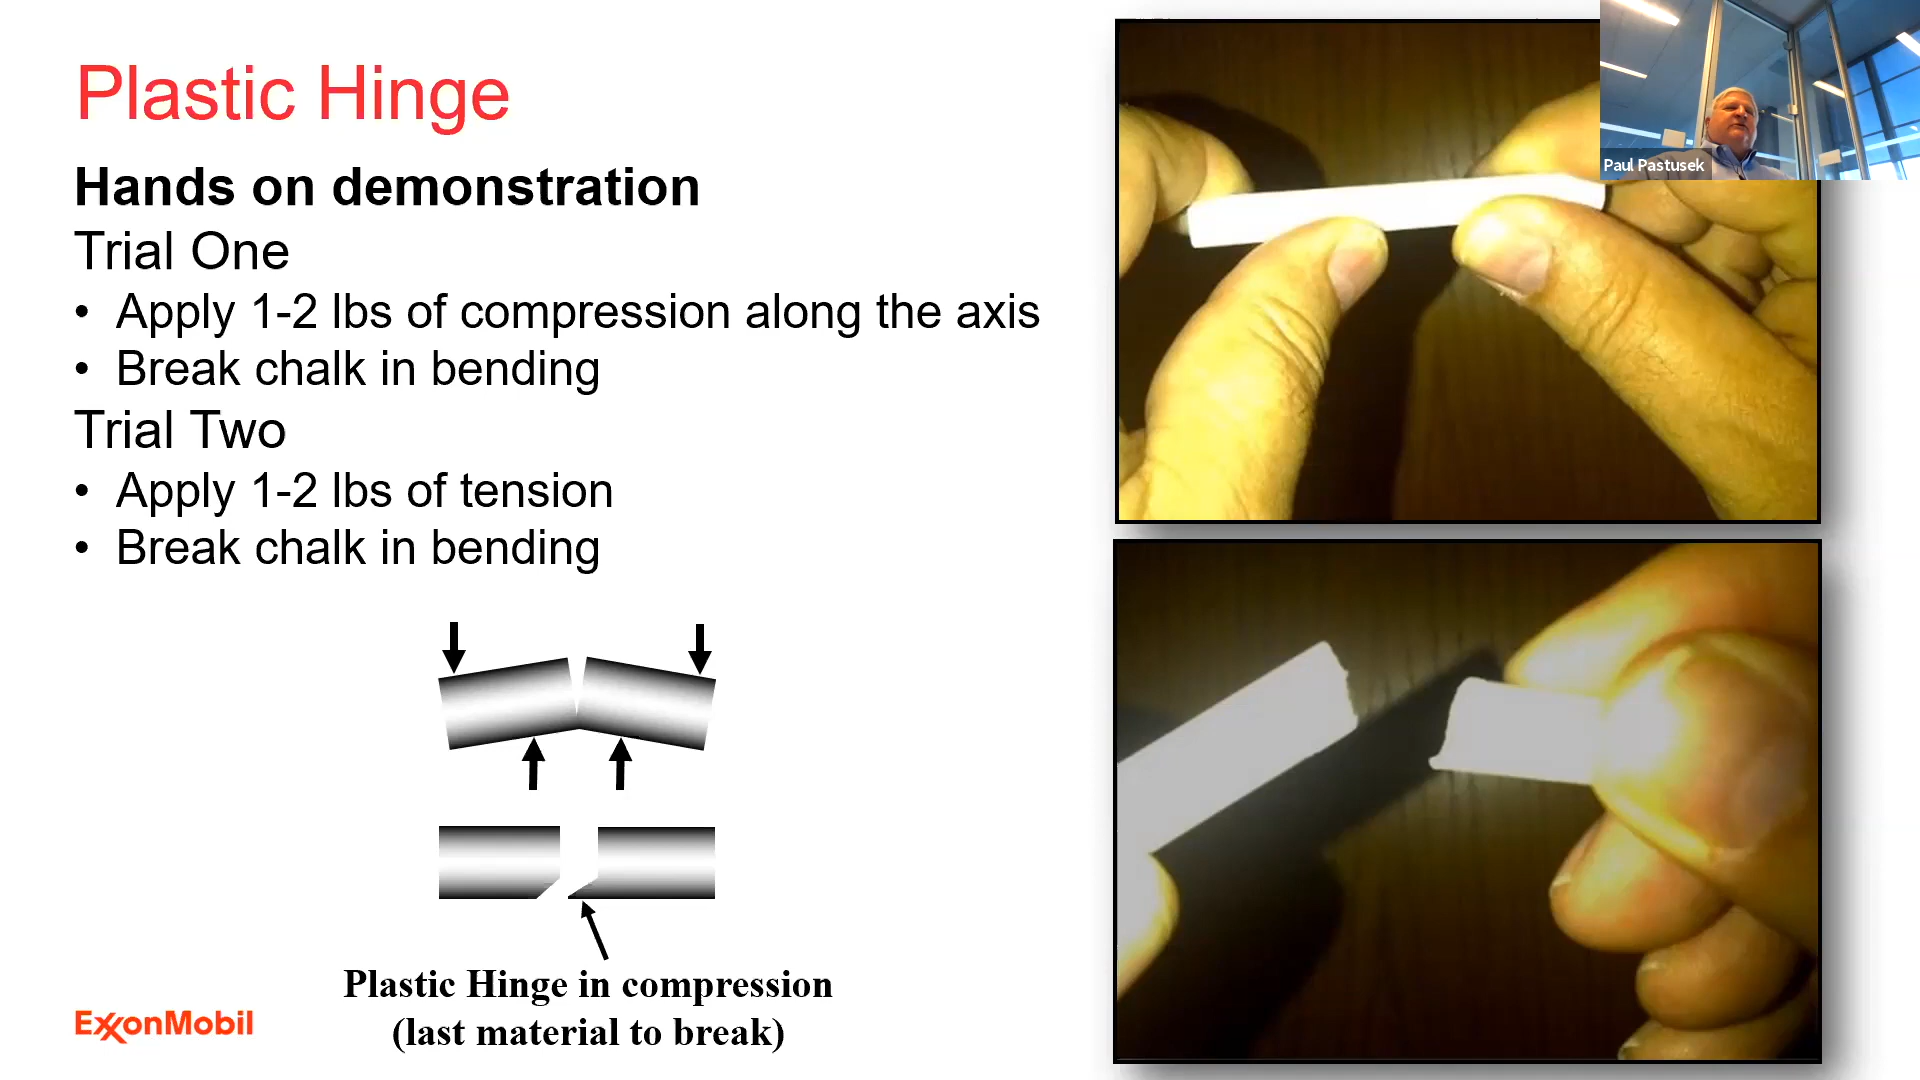 Plastic Hinge
Hands on demonstration
Trial One
• Apply 1-2 lbs of compression along the axis
• Break chalk in bending
Trial Two
• Apply 1-2 lbs of tension
• Break chalk in bending
Plastic Hinge in compression
(last material to break)
ExxonMobil
Paul Pastusek